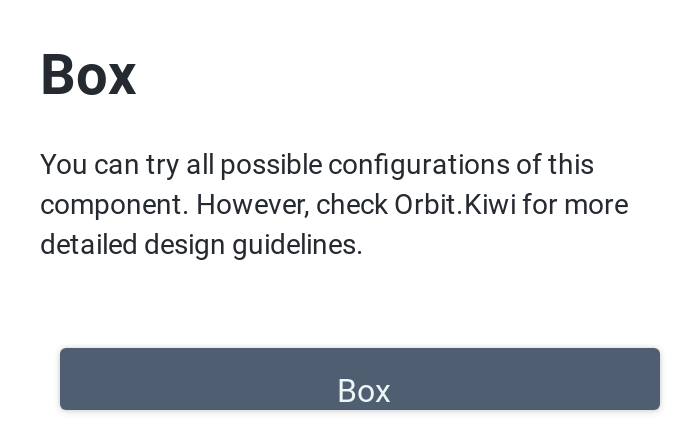 Box
You can try all possible configurations of this
component. However, check Orbit.Kiwi for more
detailed design guidelines.
Box